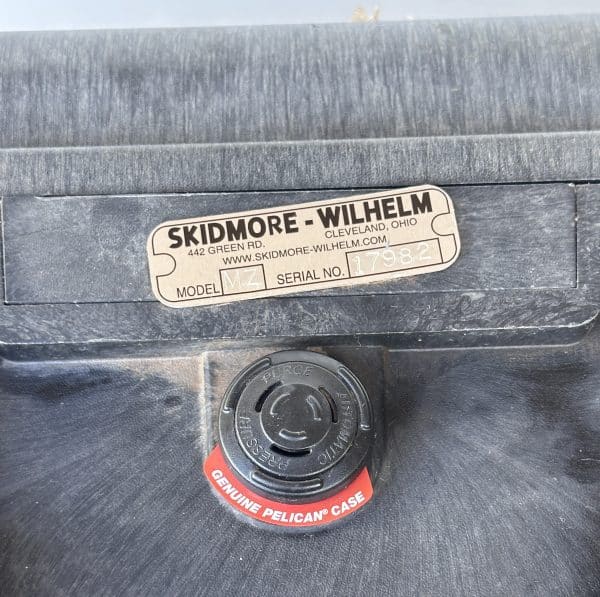 SKIDMORE - WILHELM
442 GREEN RD. CLEVELAND, OHIO
WWW.SKIDMORE-WILHELM.COM
MODEL MZ SERIAL NO. 17982
PURGE AUTOMATIC PRESSURE
GENUINE PELICAN® CASE